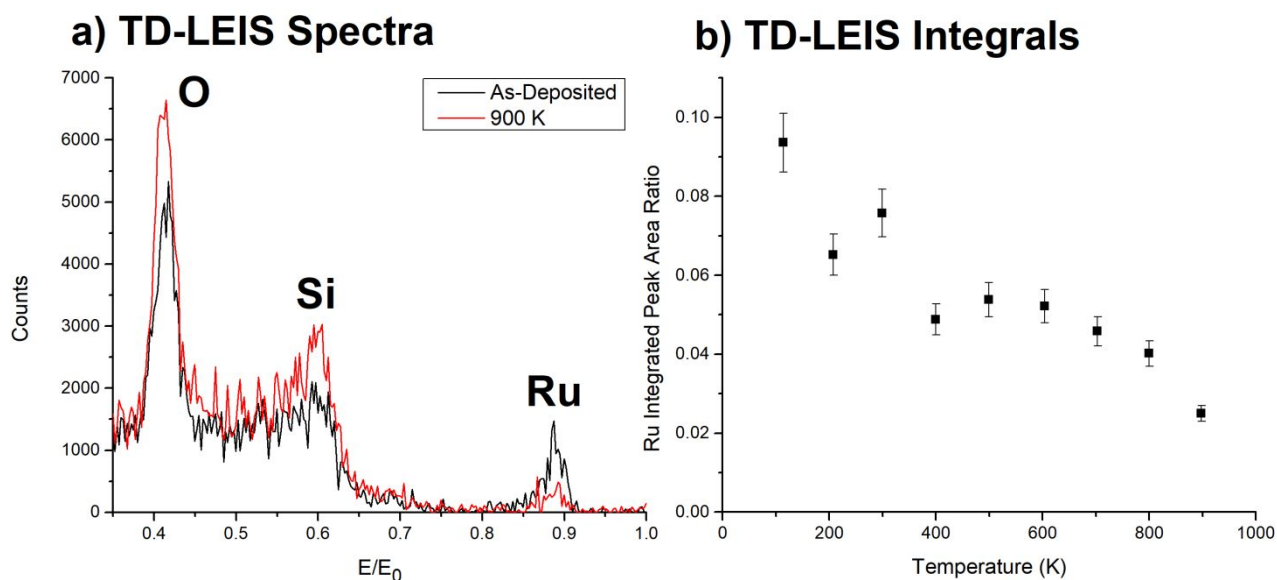 a) TD-LEIS Spectra
7000
6000
5000
4000
3000
2000
1000
0
Counts
O
Si
Ru
As-Deposited
900 K
0.4
0.5
0.6
0.7
0.8
0.9
1.0
E/E₀
b) TD-LEIS Integrals
0.10
0.08
0.06
0.04
0.02
0.00
Ru Integrated Peak Area Ratio
0
200
400
600
800
1000
Temperature (K)